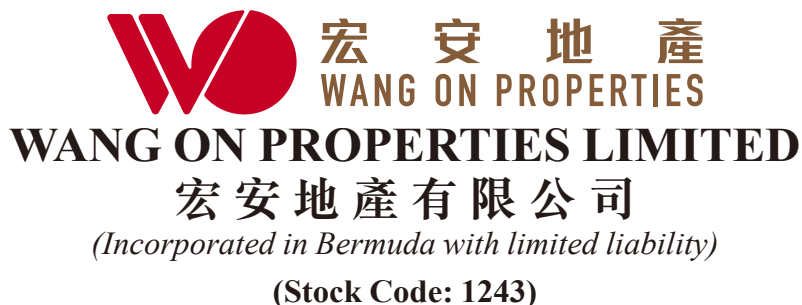 宏安地產
WANG ON PROPERTIES
WANG ON PROPERTIES LIMITED
宏安地產有限公司
(Incorporated in Bermuda with limited liability)
(Stock Code: 1243)